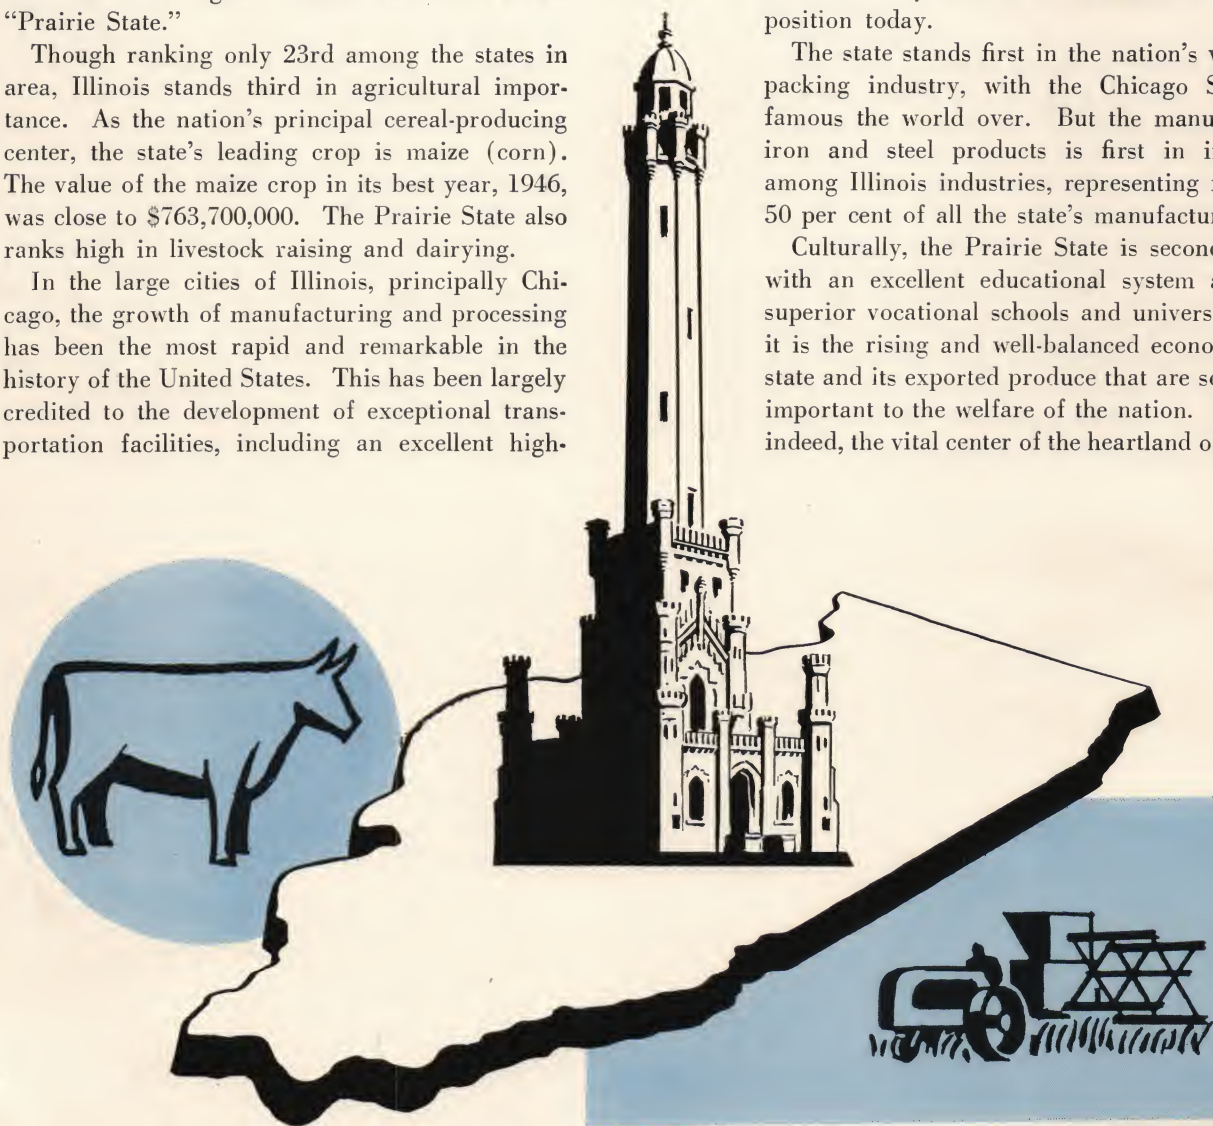 “Prairie State.”
Though ranking only 23rd among the states in
area, Illinois stands third in agricultural impor-
tance. As the nation’s principal cereal-producing
center, the state’s leading crop is maize (corn).
The value of the maize crop in its best year, 1946,
was close to $763,700,000. The Prairie State also
ranks high in livestock raising and dairying.
In the large cities of Illinois, principally Chi-
cago, the growth of manufacturing and processing
has been the most rapid and remarkable in the
history of the United States. This has been largely
credited to the development of exceptional trans-
portation facilities, including an excellent high-
position today.
The state stands first in the nation’s
packing industry, with the Chicago
famous the world over. But the manu
iron and steel products is first in
among Illinois industries, representing
50 per cent of all the state’s manufactur
Culturally, the Prairie State is second
with an excellent educational system
superior vocational schools and univers
it is the rising and well-balanced econo
state and its exported produce that are se
important to the welfare of the nation.
indeed, the vital center of the heartland o